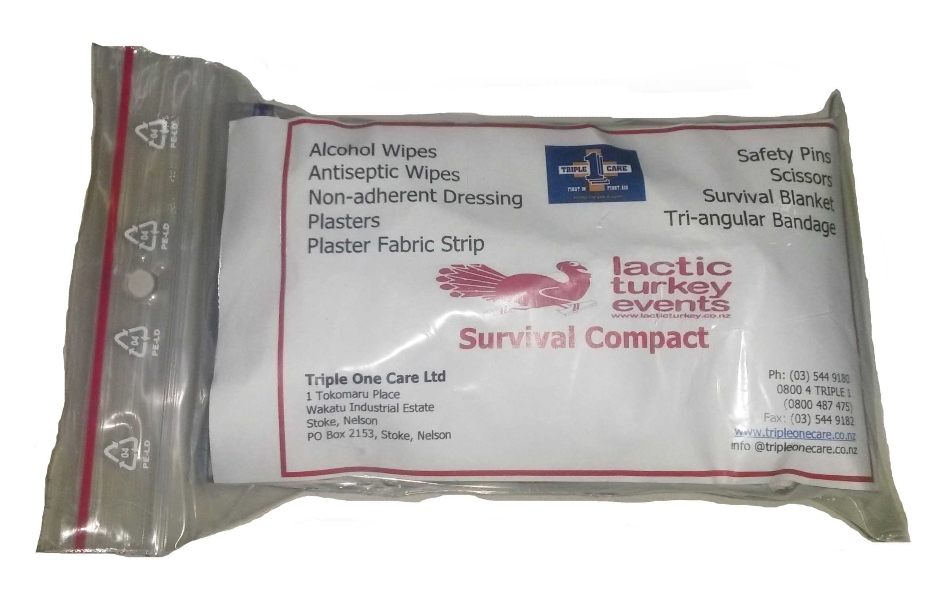 Alcohol Wipes
Antiseptic Wipes
Non-adherent Dressing
Plasters
Plaster Fabric Strip
TRIPLE 1 CARE
FIRST IN FIRST AID
Safety Pins
Scissors
Survival Blanket
Tri-angular Bandage
lactic
turkey
events
www.lacticturkey.co.nz
Survival Compact
Triple One Care Ltd
1 Tokomaru Place
Wakatu Industrial Estate
Stoke, Nelson
PO Box 2153, Stoke, Nelson
Ph: (03) 544 9180
0800 4 TRIPLE 1
(0800 487 475)
Fax: (03) 544 9182
www.tripleonecare.co.nz
info @tripleonecare.co.nz
04
PE-LD
04
PE-LD
04
PE-LD
04
PE-LD